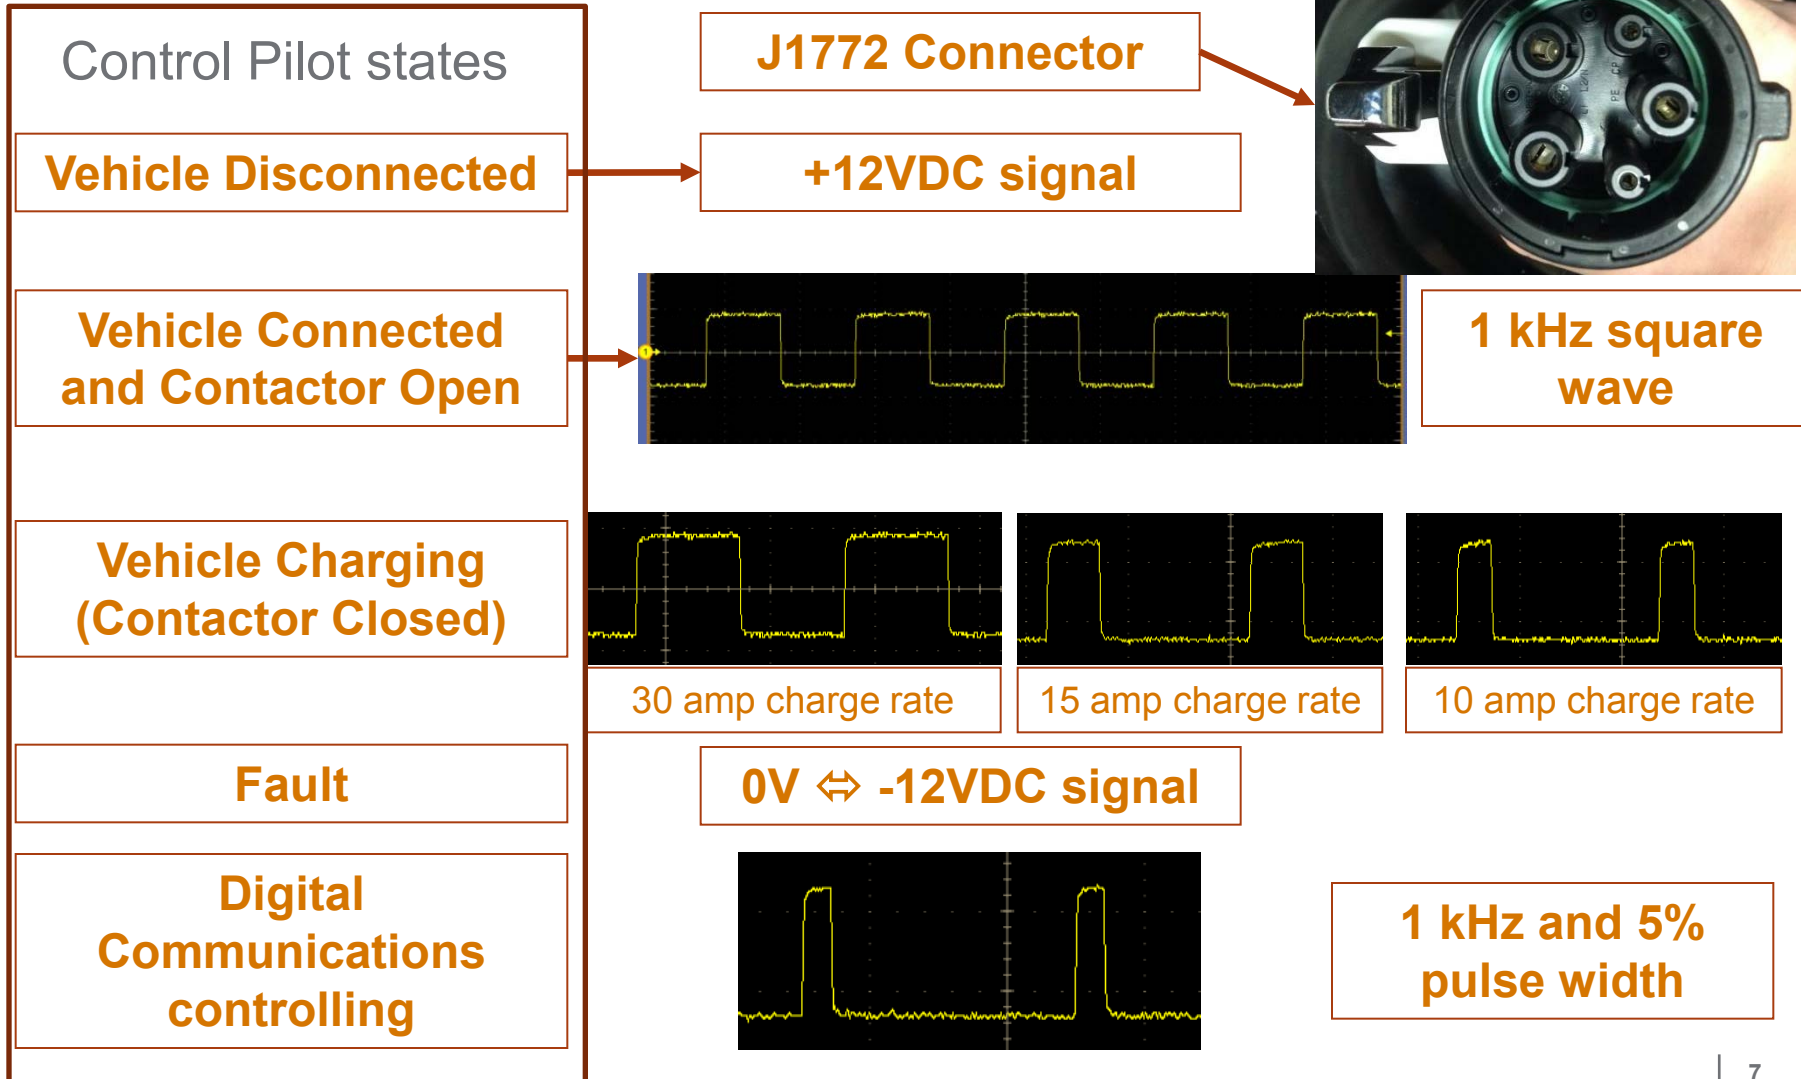 Control Pilot states
J1772 Connector
Vehicle Disconnected
+12VDC signal
Vehicle Connected
and Contactor Open
1
1 kHz square
wave
Vehicle Charging
(Contactor Closed)
30 amp charge rate
15 amp charge rate
10 amp charge rate
Fault
0V ⬄ -12VDC signal
Digital
Communications
controlling
1 kHz and 5%
pulse width
7